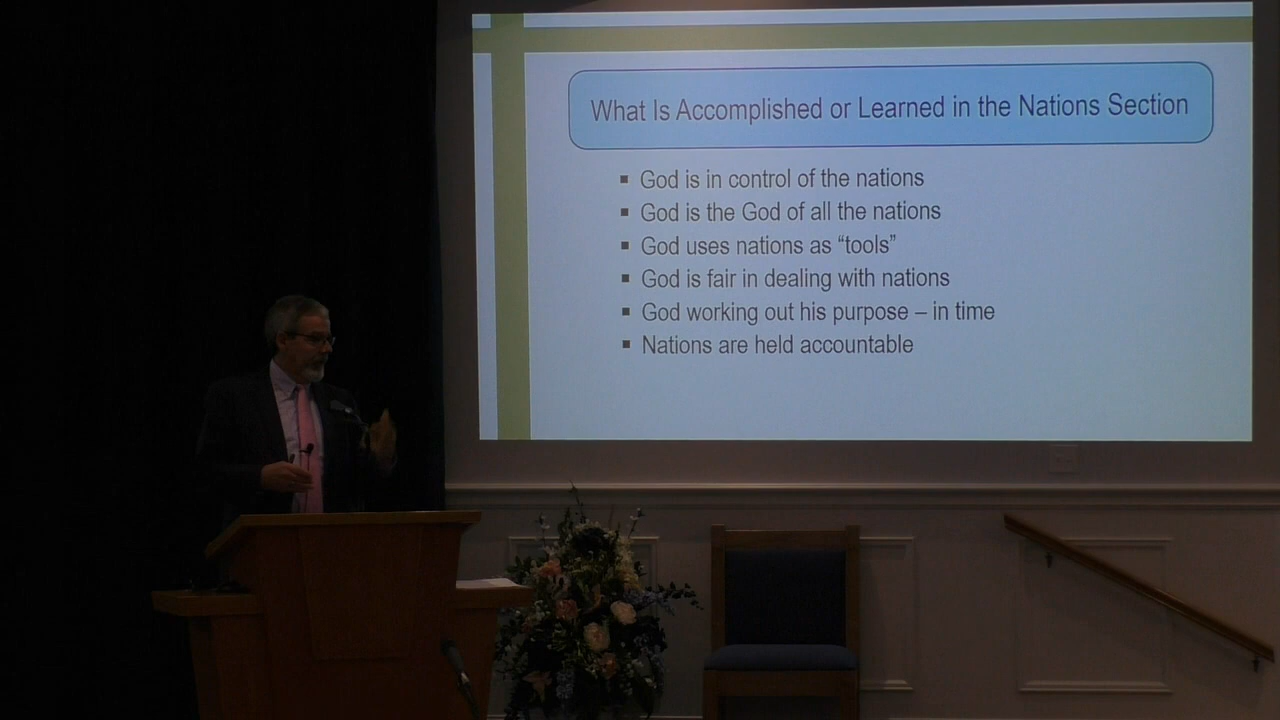 What Is Accomplished or Learned in the Nations Section
▪ God is in control of the nations
▪ God is the God of all the nations
▪ God uses nations as “tools”
▪ God is fair in dealing with nations
▪ God working out his purpose – in time
▪ Nations are held accountable